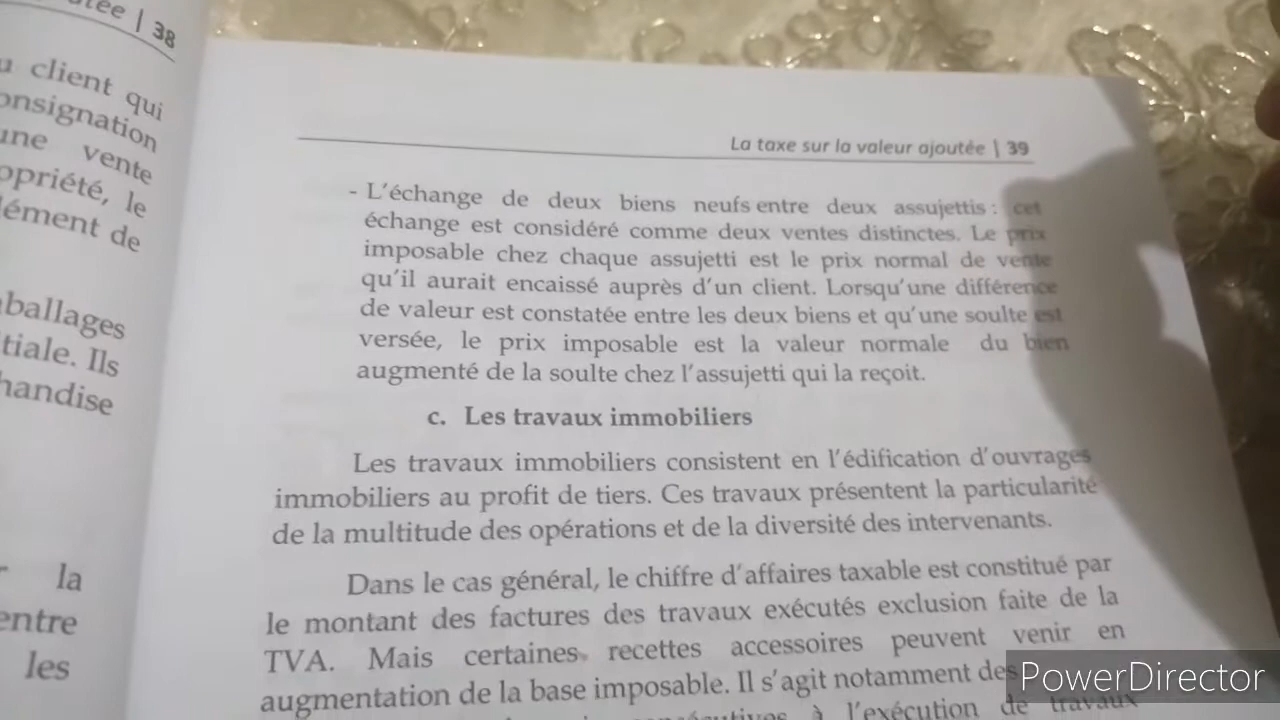 utée | 38
u client qui
onsignation
une vente
opriété, le
lément de
ballages
tiale. Ils
handise
la
entre
les
La taxe sur la valeur ajoutée | 39
- L'échange de deux biens neufs entre deux assujettis : cet
échange est considéré comme deux ventes distinctes. Le prix
imposable chez chaque assujetti est le prix normal de vente
qu'il aurait encaissé auprès d'un client. Lorsqu'une différence
de valeur est constatée entre les deux biens et qu'une soulte est
versée, le prix imposable est la valeur normale du bien
augmenté de la soulte chez l'assujetti qui la reçoit.
c. Les travaux immobiliers
Les travaux immobiliers consistent en l'édification d'ouvrages
immobiliers au profit de tiers. Ces travaux présentent la particularité
de la multitude des opérations et de la diversité des intervenants.
Dans le cas général, le chiffre d'affaires taxable est constitué par
le montant des factures des travaux exécutés exclusion faite de la
TVA. Mais certaines recettes accessoires peuvent venir en
augmentation de la base imposable. Il s'agit notamment des
à l'exécution de travaux
PowerDirector